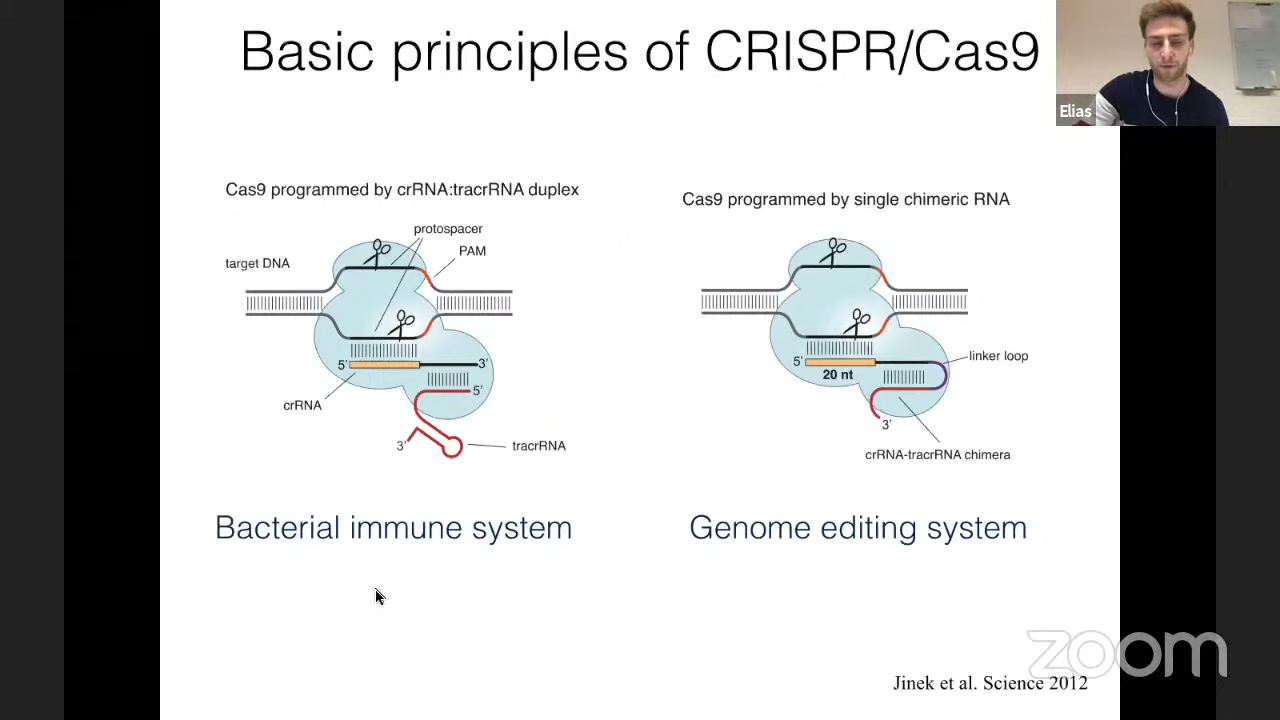 Basic principles of CRISPR/Cas9
Elias
Cas9 programmed by crRNA:tracrRNA duplex
protospacer
PAM
target DNA
5’
3’
5’
crRNA
3’
tracrRNA
Bacterial immune system
Cas9 programmed by single chimeric RNA
linker loop
5’
20 nt
3’
crRNA-tracrRNA chimera
Genome editing system
zoom
Jinek et al. Science 2012